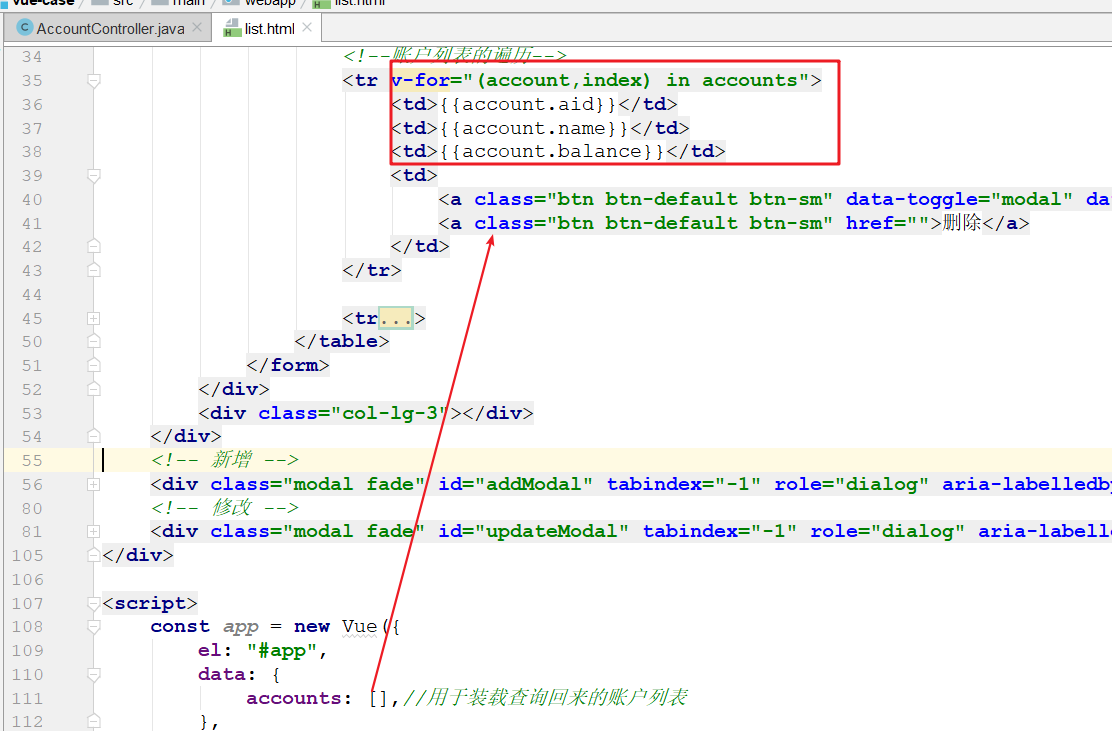 vue-case src main webapp list.html
AccountController.java list.html
34 <!--账户列表的遍历-->
35 <tr v-for="(account,index) in accounts">
36 <td>{{account.aid}}</td>
37 <td>{{account.name}}</td>
38 <td>{{account.balance}}</td>
39 <td>
40 <a class="btn btn-default btn-sm" data-toggle="modal" da
41 <a class="btn btn-default btn-sm" href="">删除</a>
42 </td>
43 </tr>
44
45 <tr...>
50 </table>
51 </form>
52 </div>
53 <div class="col-lg-3"></div>
54 </div>
55 <!-- 新增 -->
56 <div class="modal fade" id="addModal" tabindex="-1" role="dialog" aria-labelledby
80 <!-- 修改 -->
81 <div class="modal fade" id="updateModal" tabindex="-1" role="dialog" aria-labelle
105 </div>
106
107 <script>
108 const app = new Vue({
109 el: "#app",
110 data: {
111 accounts: [],//用于装载查询回来的账户列表
112 },